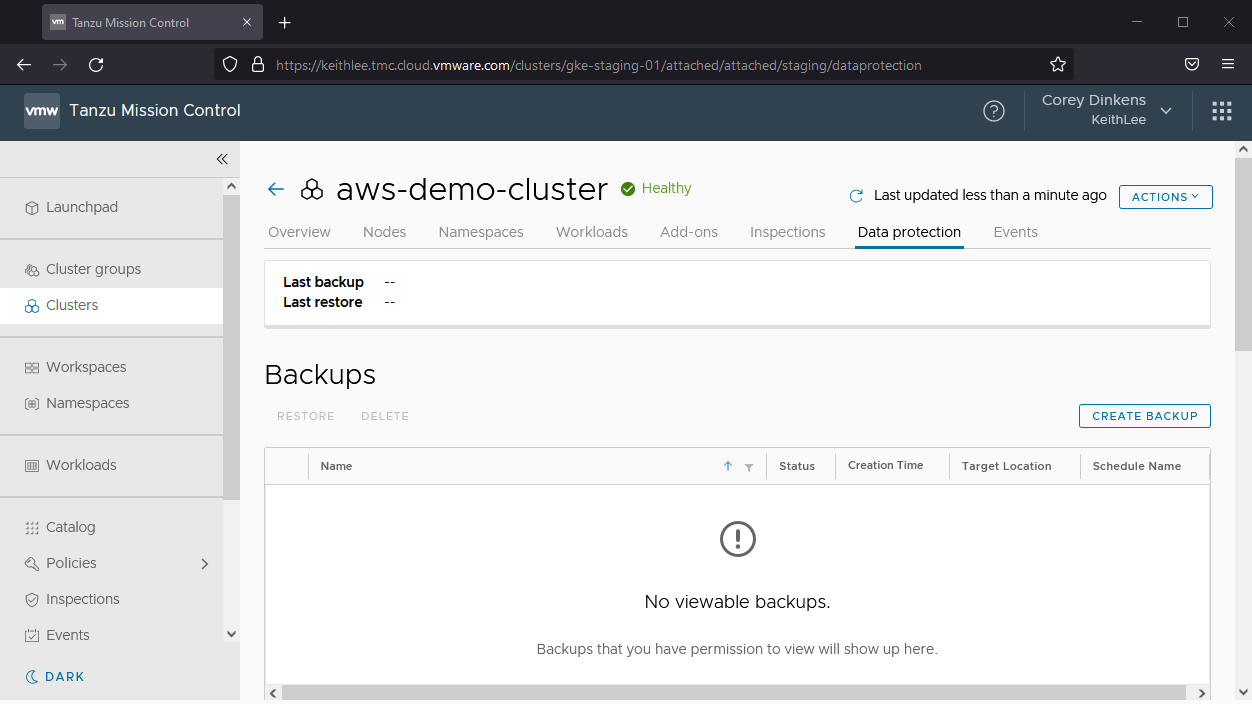 vm Tanzu Mission Control
https://keithlee.tmc.cloud.vmware.com/clusters/gke-staging-01/attached/attached/staging/dataprotection
vmw Tanzu Mission Control
Corey Dinkens
KeithLee
Launchpad
Cluster groups
Clusters
Workspaces
Namespaces
Workloads
Catalog
Policies
Inspections
Events
DARK
aws-demo-cluster
Healthy
Last updated less than a minute ago
ACTIONS
Overview Nodes Namespaces Workloads Add-ons Inspections Data protection Events
Last backup --
Last restore --
Backups
RESTORE DELETE CREATE BACKUP
Name Status Creation Time Target Location Schedule Name
No viewable backups.
Backups that you have permission to view will show up here.